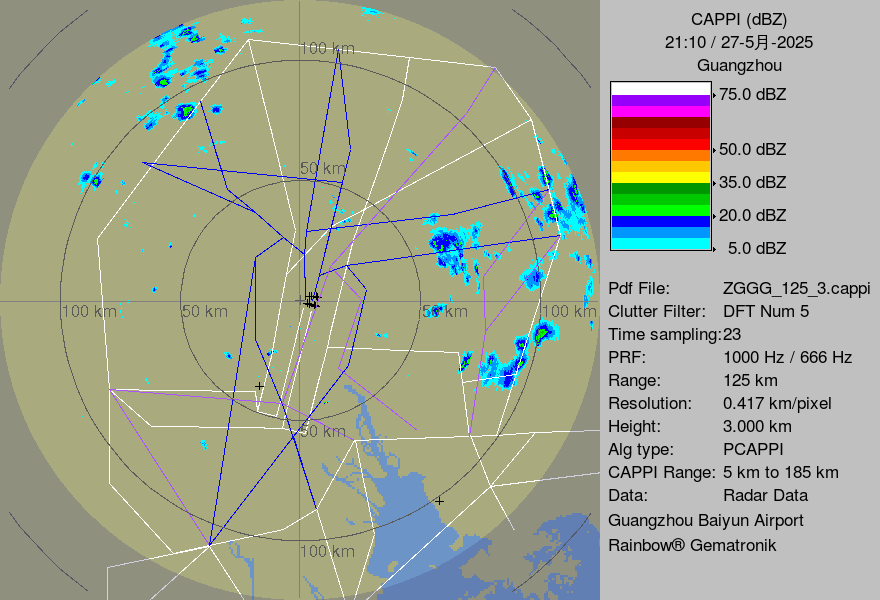 100 km
50 km
100 km
50 km
50 km
100 km
50 km
100 km
CAPPI (dBZ)
21:10 / 27-5月-2025
Guangzhou
75.0 dBZ
50.0 dBZ
35.0 dBZ
20.0 dBZ
5.0 dBZ
Pdf File: ZGGG_125_3.cappi
Clutter Filter: DFT Num 5
Time sampling:23
PRF: 1000 Hz / 666 Hz
Range: 125 km
Resolution: 0.417 km/pixel
Height: 3.000 km
Alg type: PCAPPI
CAPPI Range: 5 km to 185 km
Data: Radar Data
Guangzhou Baiyun Airport
Rainbow® Gematronik